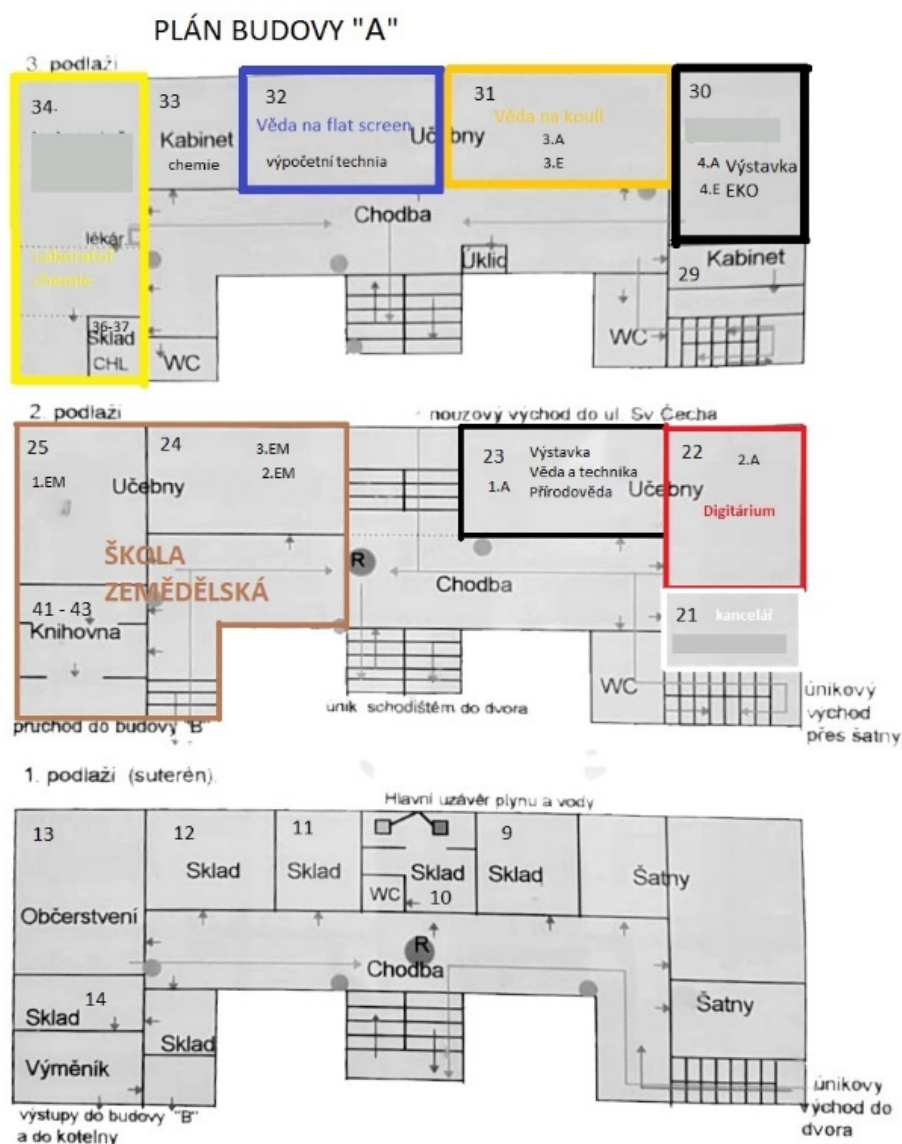 PLÁN BUDOVY "A"
3. podlaží
34
33
Kabinet
chemie
32
Věda na flat screen
výpočetní technia
31
Věda na kouli
Učebny
3.A
3.E
30
4.A Výstavka
4.E EKO
lékár.
Laboratoř
chemie
36-37
Sklad
CHL
WC
Chodba
Úklid
WC
Kabinet
29
2. podlaží
nouzový východ do ul. Sv Čecha
25
1.EM
24
3.EM
2.EM
Učebny
ŠKOLA
ZEMĚDĚLSKÁ
41 - 43
Knihovna
R
Chodba
23
1.A
Výstavka
Věda a technika
Přírodověda
Učebny
22
2.A
Digitárium
21
kancelář
WC
průchod do budovy "B"
únik schodištěm do dvora
únikový
východ
přes šatny
1. podlaží (suterén).
Hlavní uzávěr plynu a vody
13
Občerstvení
12
Sklad
11
Sklad
WC
Sklad
10
9
Sklad
Šatny
R
Chodba
14
Sklad
Výměník
Sklad
Šatny
výstupy do budovy "B"
a do kotelny
únikový
východ do
dvora